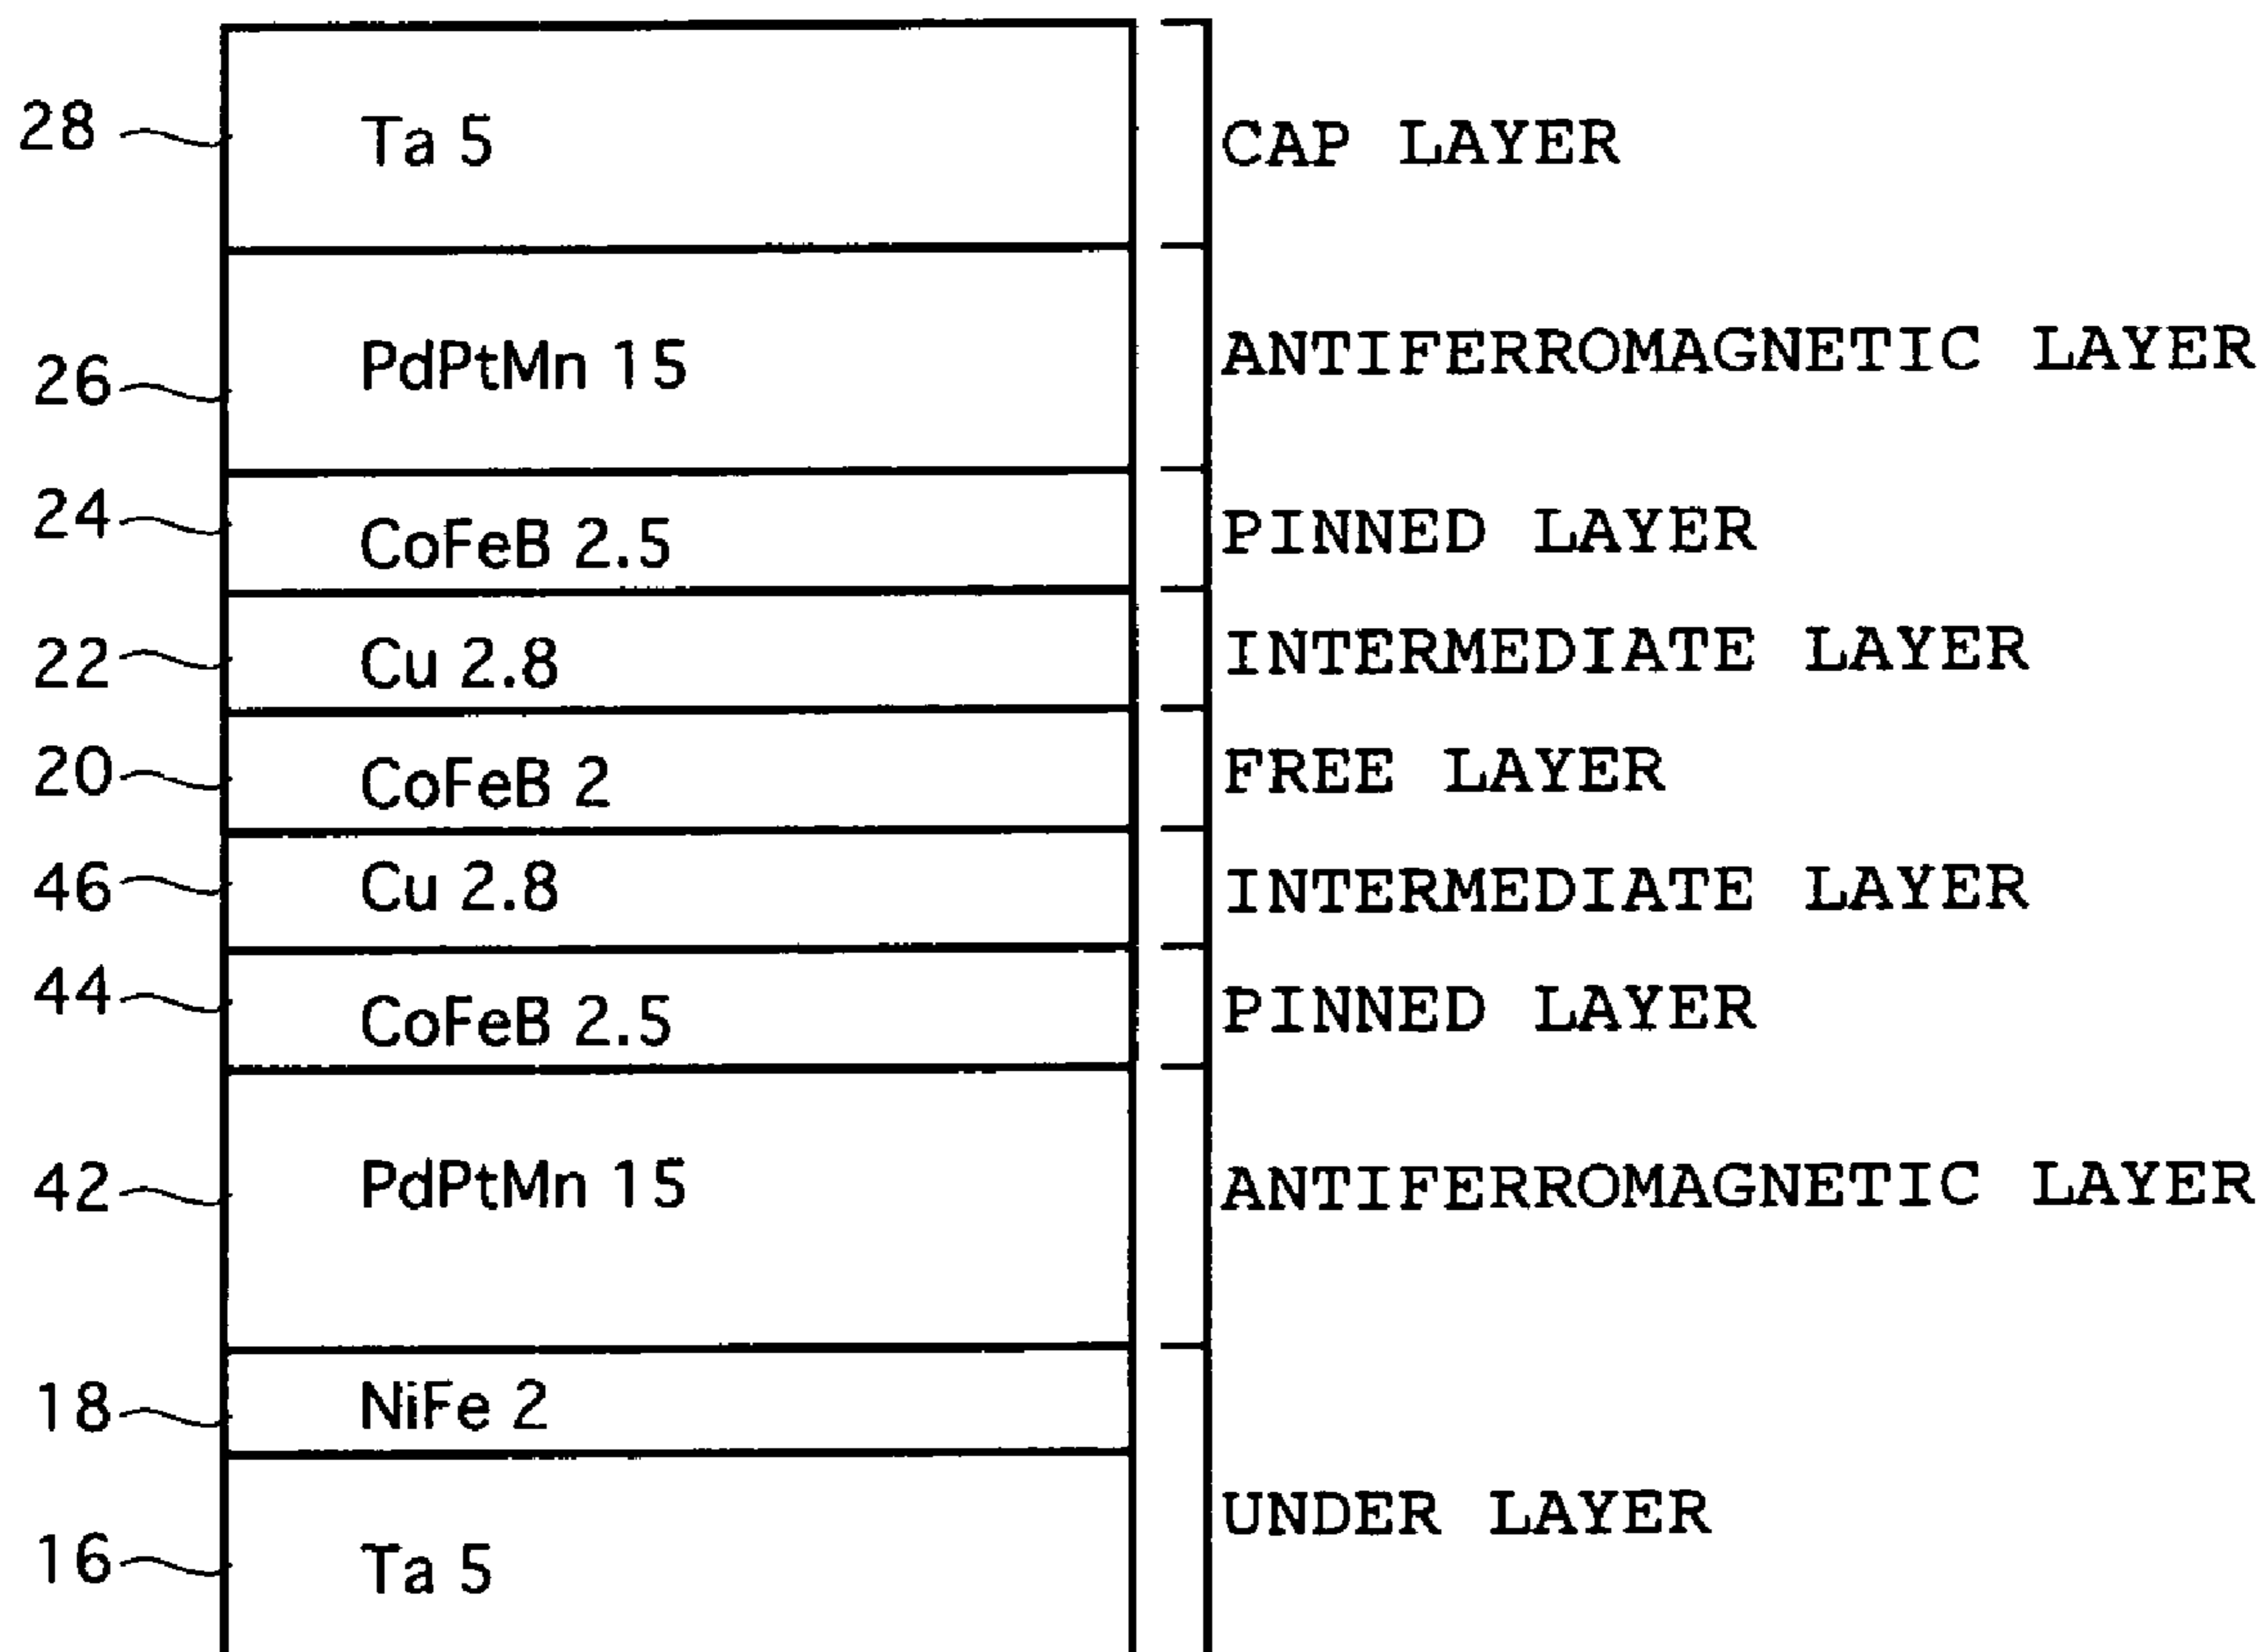 28 Ta 5 CAP LAYER
26 PdPtMn 15 ANTIFERROMAGNETIC LAYER
24 CoFeB 2.5 PINNED LAYER
22 Cu 2.8 INTERMEDIATE LAYER
20 CoFeB 2 FREE LAYER
46 Cu 2.8 INTERMEDIATE LAYER
44 CoFeB 2.5 PINNED LAYER
42 PdPtMn 15 ANTIFERROMAGNETIC LAYER
18 NiFe 2
UNDER LAYER
16 Ta 5